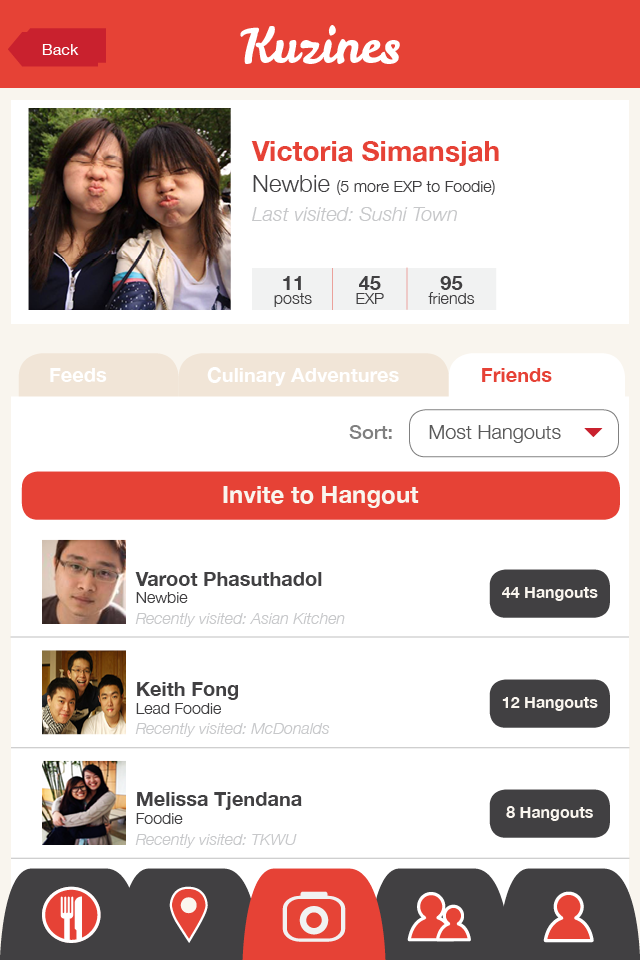 Back
Kuzines
Victoria Simansjah
Newbie (5 more EXP to Foodie)
Last visited: Sushi Town
11 45 95
posts EXP friends
Feeds Culinary Adventures Friends
Sort: Most Hangouts
Invite to Hangout
Varoot Phasuthadol
Newbie
Recently visited: Asian Kitchen
44 Hangouts
Keith Fong
Lead Foodie
Recently visited: McDonalds
12 Hangouts
Melissa Tjendana
Foodie
Recently visited: TKWU
8 Hangouts